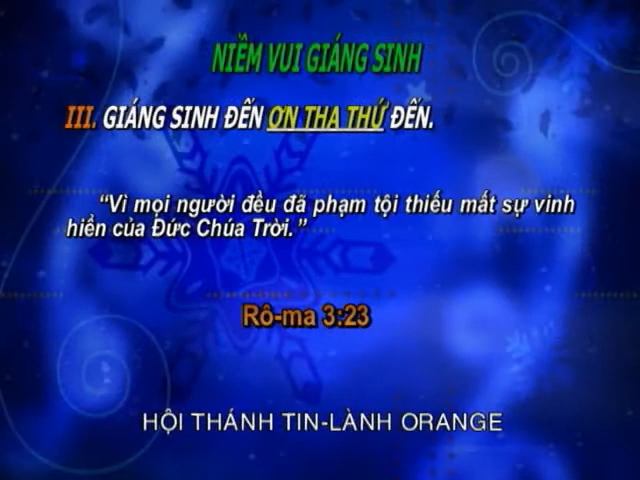 NIỀM VUI GIÁNG SINH
III. GIÁNG SINH ĐẾN ƠN THA THỨ ĐẾN.
“Vì mọi người đều đã phạm tội thiếu mất sự vinh
hiển của Đức Chúa Trời.”
Rô-ma 3:23
HỘI THÁNH TIN-LÀNH ORANGE